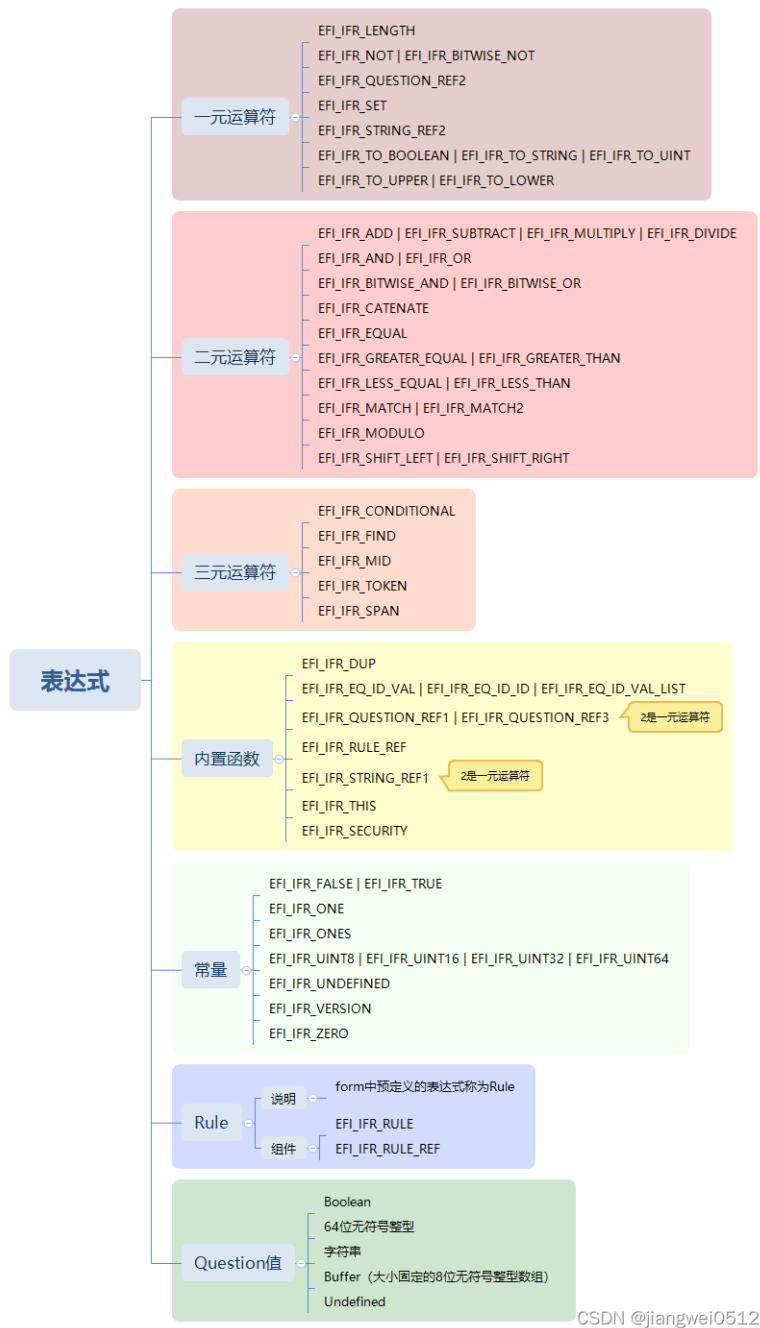 表达式
一元运算符
EFI_IFR_LENGTH
EFI_IFR_NOT | EFI_IFR_BITWISE_NOT
EFI_IFR_QUESTION_REF2
EFI_IFR_SET
EFI_IFR_STRING_REF2
EFI_IFR_TO_BOOLEAN | EFI_IFR_TO_STRING | EFI_IFR_TO_UINT
EFI_IFR_TO_UPPER | EFI_IFR_TO_LOWER
二元运算符
EFI_IFR_ADD | EFI_IFR_SUBTRACT | EFI_IFR_MULTIPLY | EFI_IFR_DIVIDE
EFI_IFR_AND | EFI_IFR_OR
EFI_IFR_BITWISE_AND | EFI_IFR_BITWISE_OR
EFI_IFR_CATENATE
EFI_IFR_EQUAL
EFI_IFR_GREATER_EQUAL | EFI_IFR_GREATER_THAN
EFI_IFR_LESS_EQUAL | EFI_IFR_LESS_THAN
EFI_IFR_MATCH | EFI_IFR_MATCH2
EFI_IFR_MODULO
EFI_IFR_SHIFT_LEFT | EFI_IFR_SHIFT_RIGHT
三元运算符
EFI_IFR_CONDITIONAL
EFI_IFR_FIND
EFI_IFR_MID
EFI_IFR_TOKEN
EFI_IFR_SPAN
内置函数
EFI_IFR_DUP
EFI_IFR_EQ_ID_VAL | EFI_IFR_EQ_ID_ID | EFI_IFR_EQ_ID_VAL_LIST
EFI_IFR_QUESTION_REF1 | EFI_IFR_QUESTION_REF3
2是一元运算符
EFI_IFR_RULE_REF
EFI_IFR_STRING_REF1
2是一元运算符
EFI_IFR_THIS
EFI_IFR_SECURITY
常量
EFI_IFR_FALSE | EFI_IFR_TRUE
EFI_IFR_ONE
EFI_IFR_ONES
EFI_IFR_UINT8 | EFI_IFR_UINT16 | EFI_IFR_UINT32 | EFI_IFR_UINT64
EFI_IFR_UNDEFINED
EFI_IFR_VERSION
EFI_IFR_ZERO
Rule
说明
form中预定义的表达式称为Rule
组件
EFI_IFR_RULE
EFI_IFR_RULE_REF
Question值
Boolean
64位无符号整型
字符串
Buffer（大小固定的8位无符号整型数组）
Undefined
CSDN @jiangwei0512